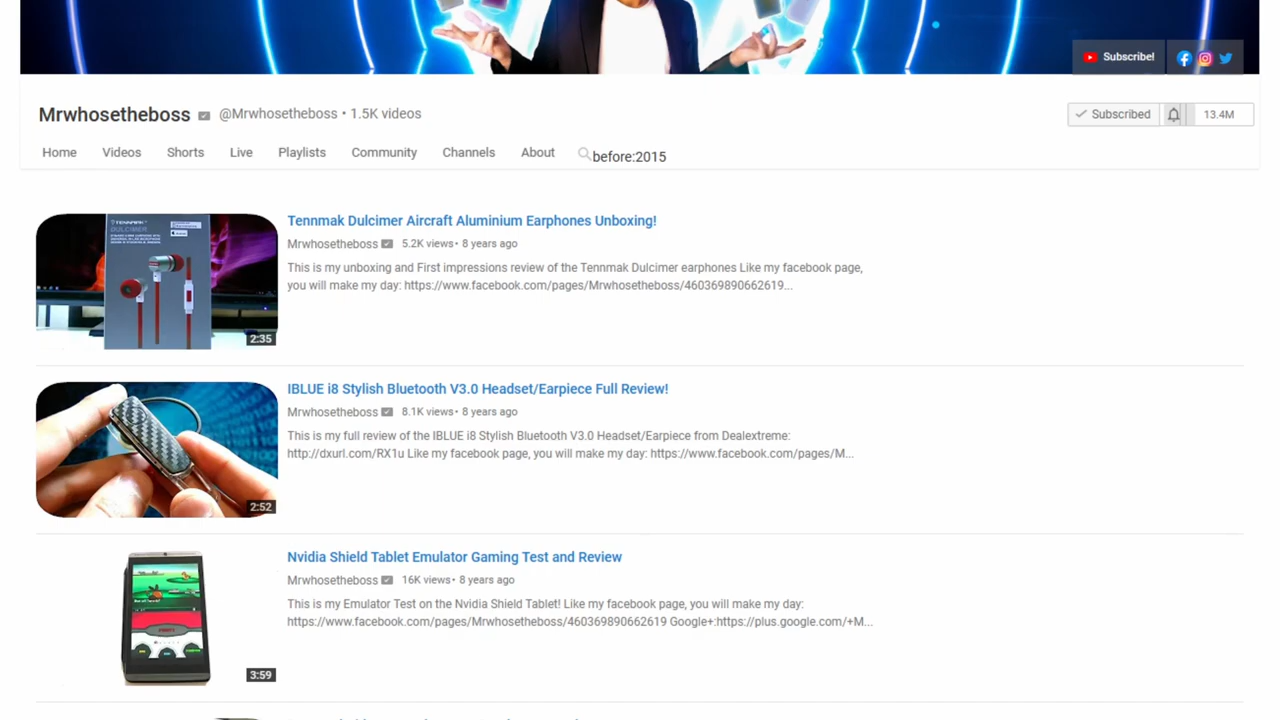 Subscribe!
Mrwhosetheboss @Mrwhosetheboss • 1.5K videos
Subscribed 13.4M
Home Videos Shorts Live Playlists Community Channels About before:2015
TENNMAK
DULCIMER
2:35
Tennmak Dulcimer Aircraft Aluminium Earphones Unboxing!
Mrwhosetheboss 5.2K views• 8 years ago
This is my unboxing and First impressions review of the Tennmak Dulcimer earphones Like my facebook page,
you will make my day: https://www.facebook.com/pages/Mrwhosetheboss/460369890662619...
2:52
IBLUE i8 Stylish Bluetooth V3.0 Headset/Earpiece Full Review!
Mrwhosetheboss 8.1K views• 8 years ago
This is my full review of the IBLUE i8 Stylish Bluetooth V3.0 Headset/Earpiece from Dealextreme:
http://dxurl.com/RX1u Like my facebook page, you will make my day: https://www.facebook.com/pages/M...
3:59
Nvidia Shield Tablet Emulator Gaming Test and Review
Mrwhosetheboss 16K views• 8 years ago
This is my Emulator Test on the Nvidia Shield Tablet! Like my facebook page, you will make my day:
https://www.facebook.com/pages/Mrwhosetheboss/460369890662619 Google+:https://plus.google.com/+M...